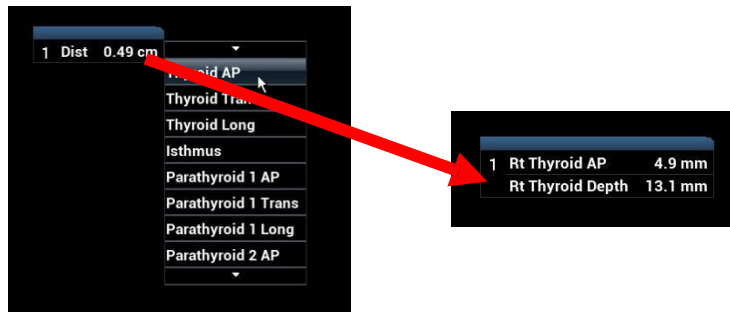 1 Dist 0.49 cm
Thyroid AP
Thyroid Trans
Thyroid Long
Isthmus
Parathyroid 1 AP
Parathyroid 1 Trans
Parathyroid 1 Long
Parathyroid 2 AP
1 Rt Thyroid AP 4.9 mm
Rt Thyroid Depth 13.1 mm